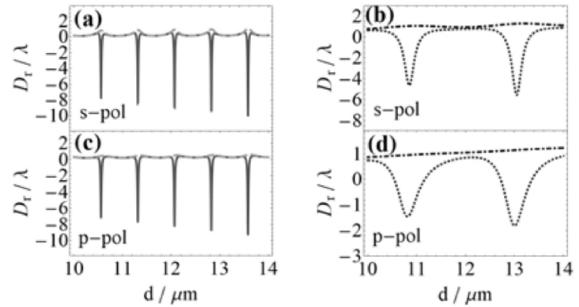 (a)
2
0
-2
-4
-6
-8
-10
D_r / λ
s-pol
(b)
4
2
0
-2
-4
-6
-8
D_r / λ
s-pol
(c)
2
0
-2
-4
-6
-8
-10
D_r / λ
p-pol
10 11 12 13 14
d / μm
(d)
1
0
-1
-2
-3
D_r / λ
p-pol
10 11 12 13 14
d / μm